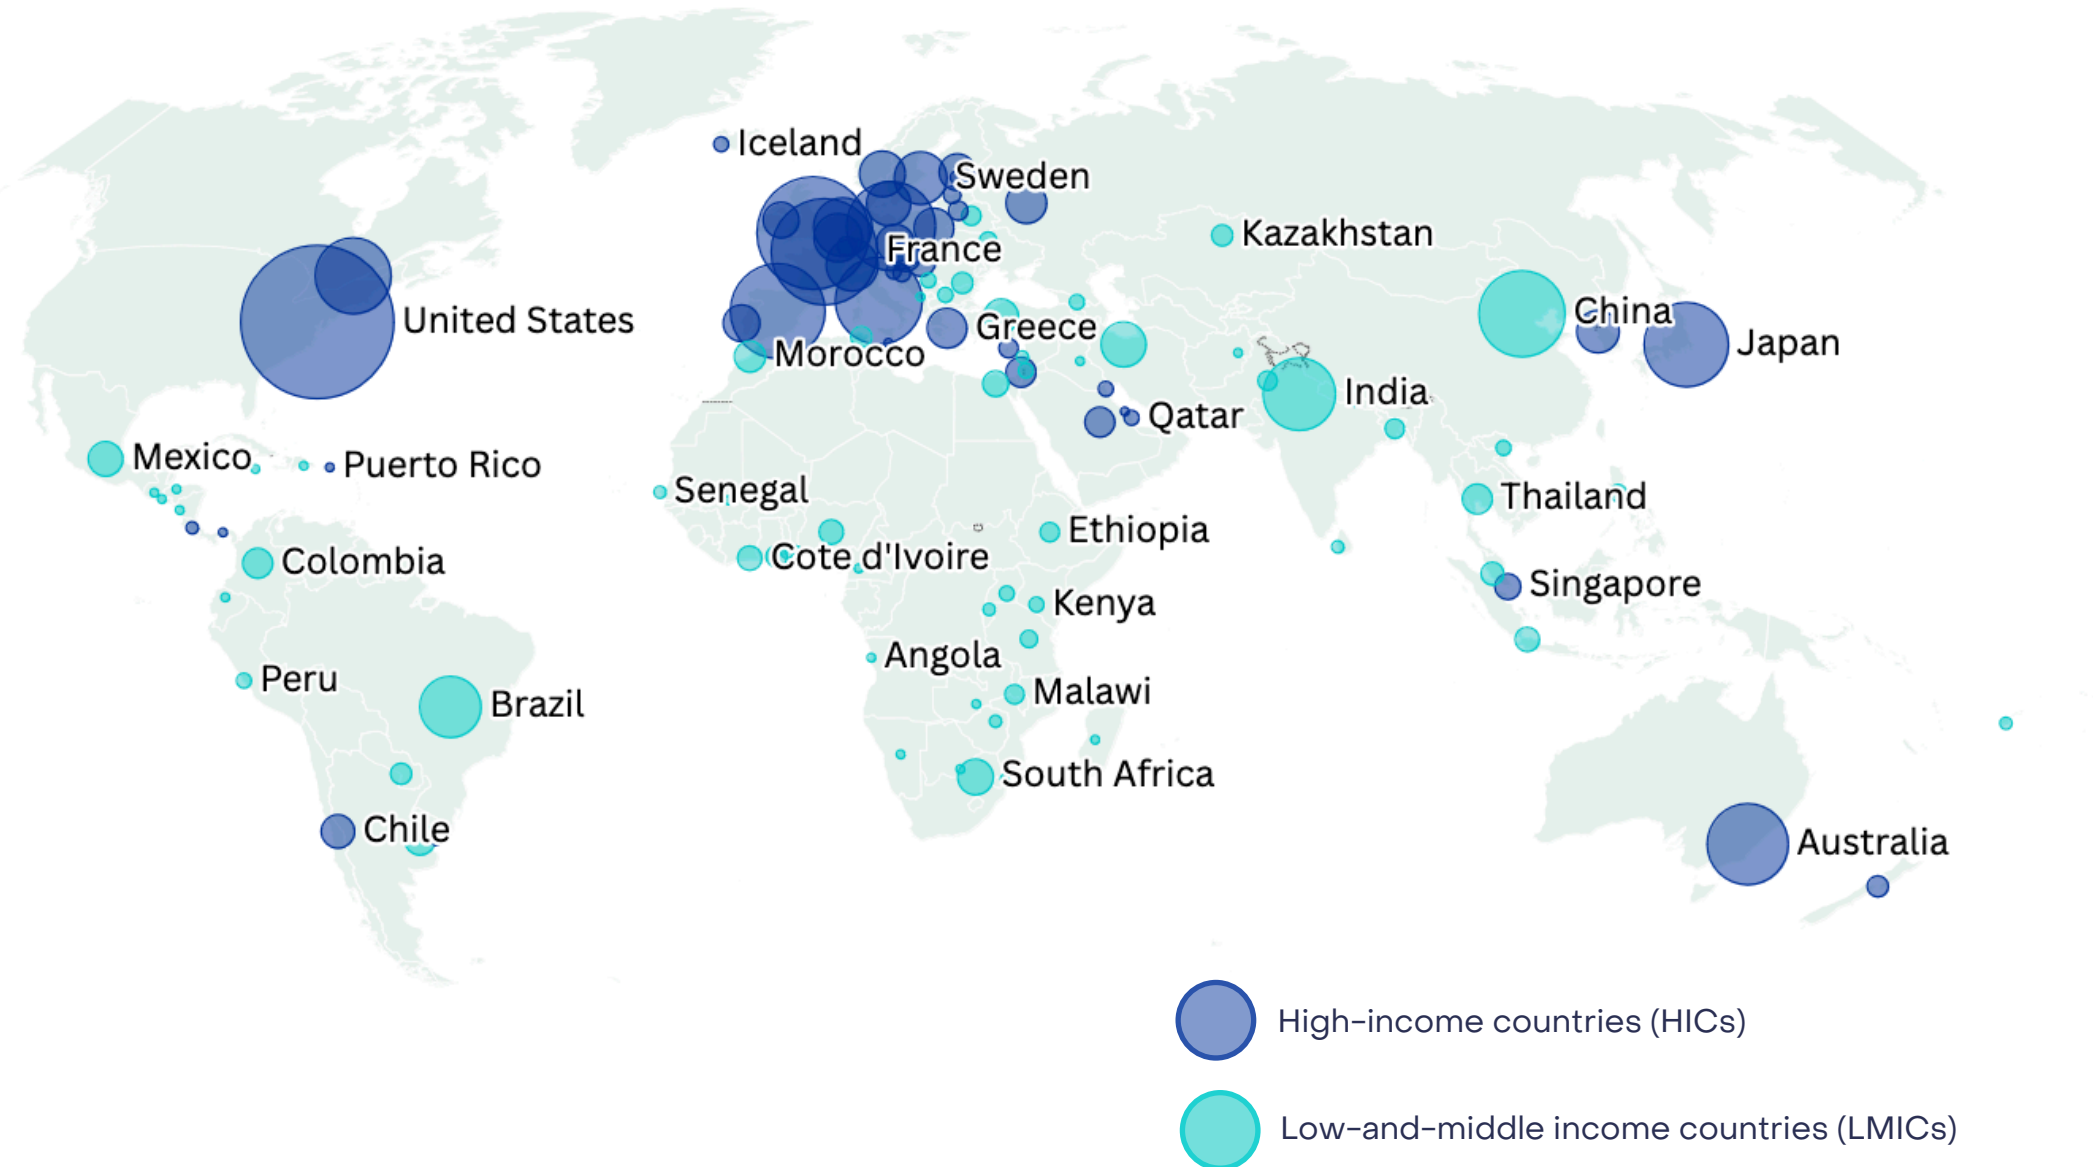 Iceland
Sweden
Kazakhstan
France
China
United States
Greece
Japan
Morocco
India
Qatar
Mexico
Puerto Rico
Senegal
Thailand
Ethiopia
Colombia
Cote d'Ivoire
Singapore
Kenya
Angola
Peru
Malawi
Brazil
South Africa
Chile
Australia
High-income countries (HICs)
Low-and-middle income countries (LMICs)